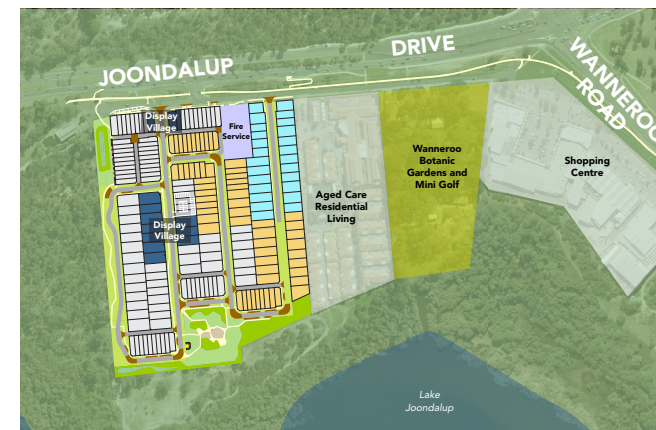 JOONDALUP
DRIVE
WANNEROO
ROAD
Display
Village
Fire
Service
Wanneroo
Botanic
Gardens and
Mini Golf
Shopping
Centre
Aged Care
Residential
Living
Display
Village
Lake
Joondalup